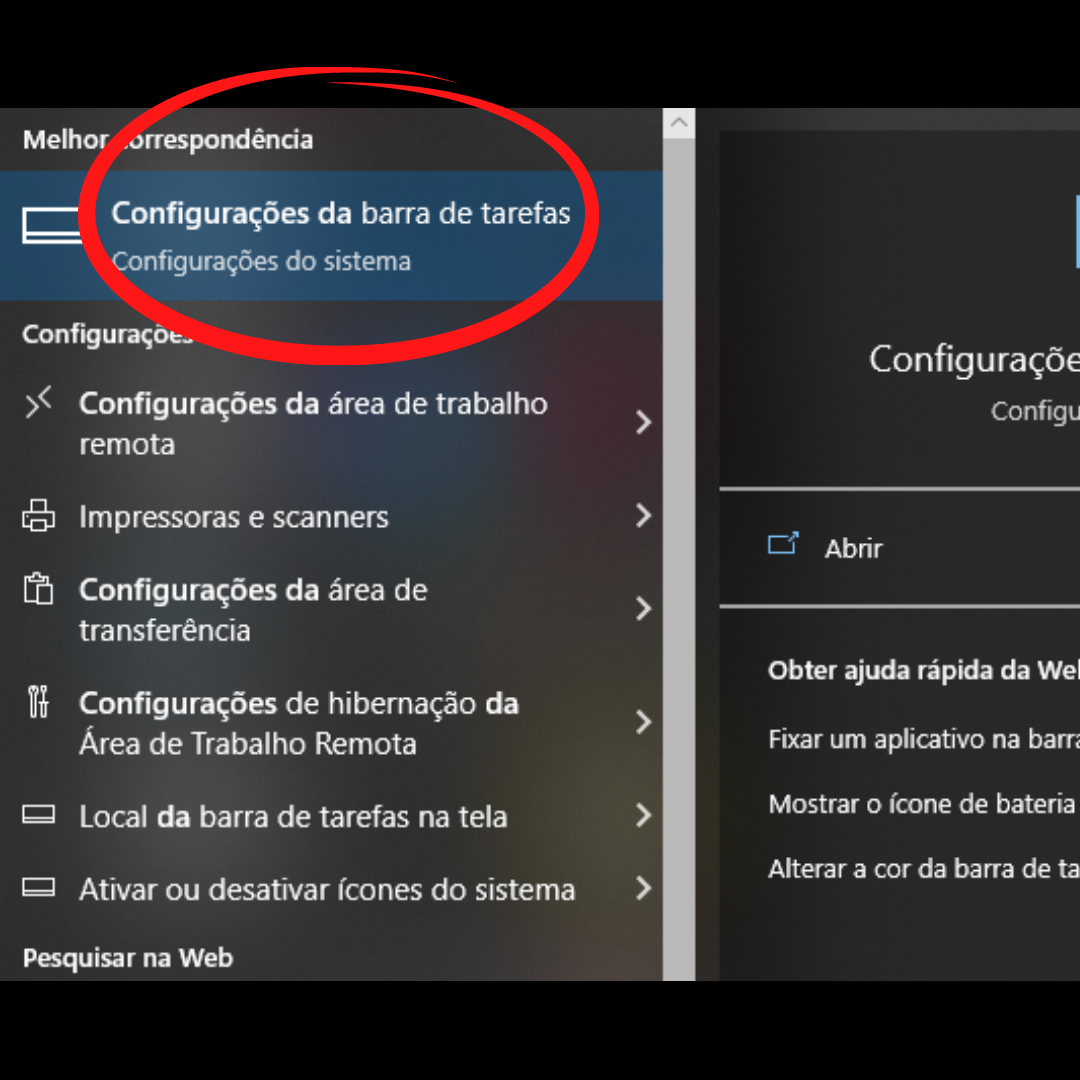 Melhor correspondência
Configurações da barra de tarefas
Configurações do sistema
Configurações
Configurações da área de trabalho
remota
Impressoras e scanners
Configurações da área de
transferência
Configurações de hibernação da
Área de Trabalho Remota
Local da barra de tarefas na tela
Ativar ou desativar ícones do sistema
Pesquisar na Web
Configuraçõe
Configu
Abrir
Obter ajuda rápida da Web
Fixar um aplicativo na barra
Mostrar o ícone de bateria
Alterar a cor da barra de ta